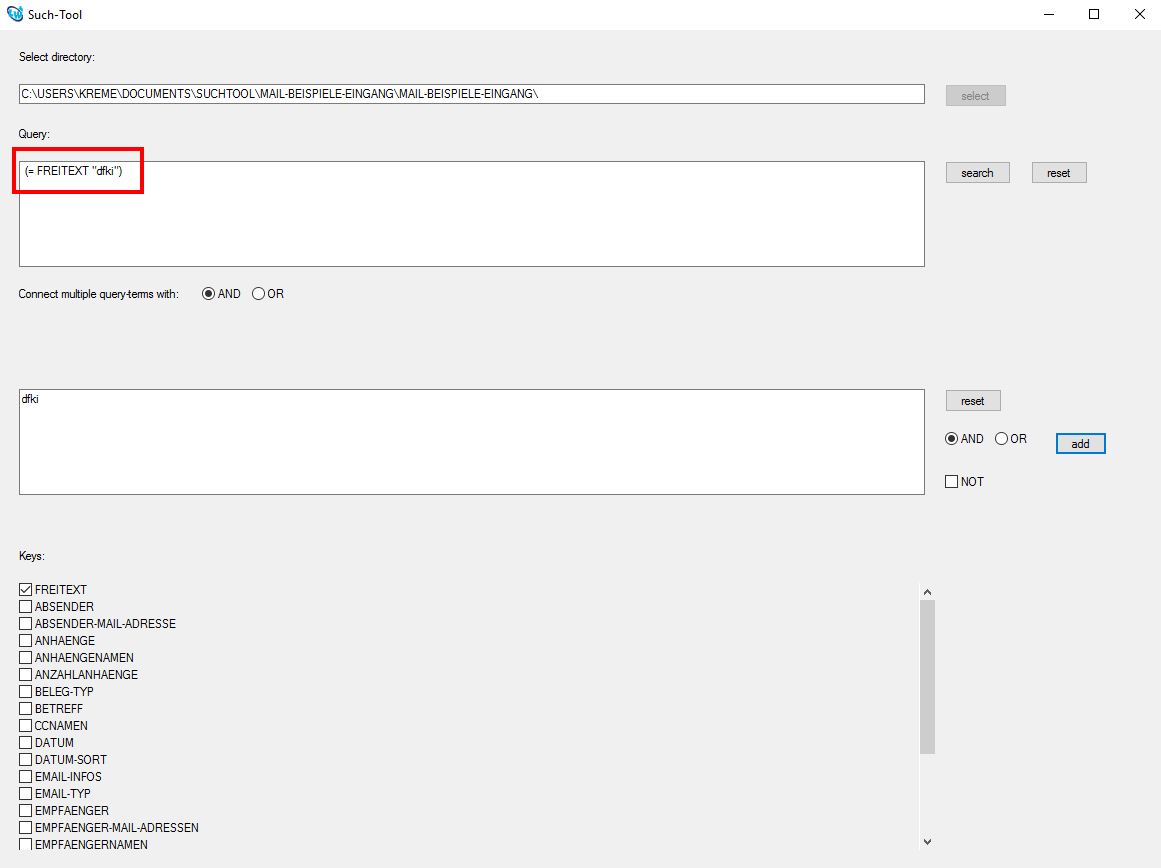 Such-Tool
Select directory:
C:\USERS\KREME\DOCUMENTS\SUCHTOOL\MAIL-BEISPIELE-EINGANG\MAIL-BEISPIELE-EINGANG\
select
Query:
(= FREITEXT "dfki")
search
reset
Connect multiple query-terms with:
AND
OR
dfki
reset
AND
OR
add
NOT
Keys:
FREITEXT
ABSENDER
ABSENDER-MAIL-ADRESSE
ANHAENGE
ANHAENGENAMEN
ANZAHLANHAENGE
BELEG-TYP
BETREFF
CCNAMEN
DATUM
DATUM-SORT
EMAIL-INFOS
EMAIL-TYP
EMPFAENGER
EMPFAENGER-MAIL-ADRESSEN
EMPFAENGERNAMEN